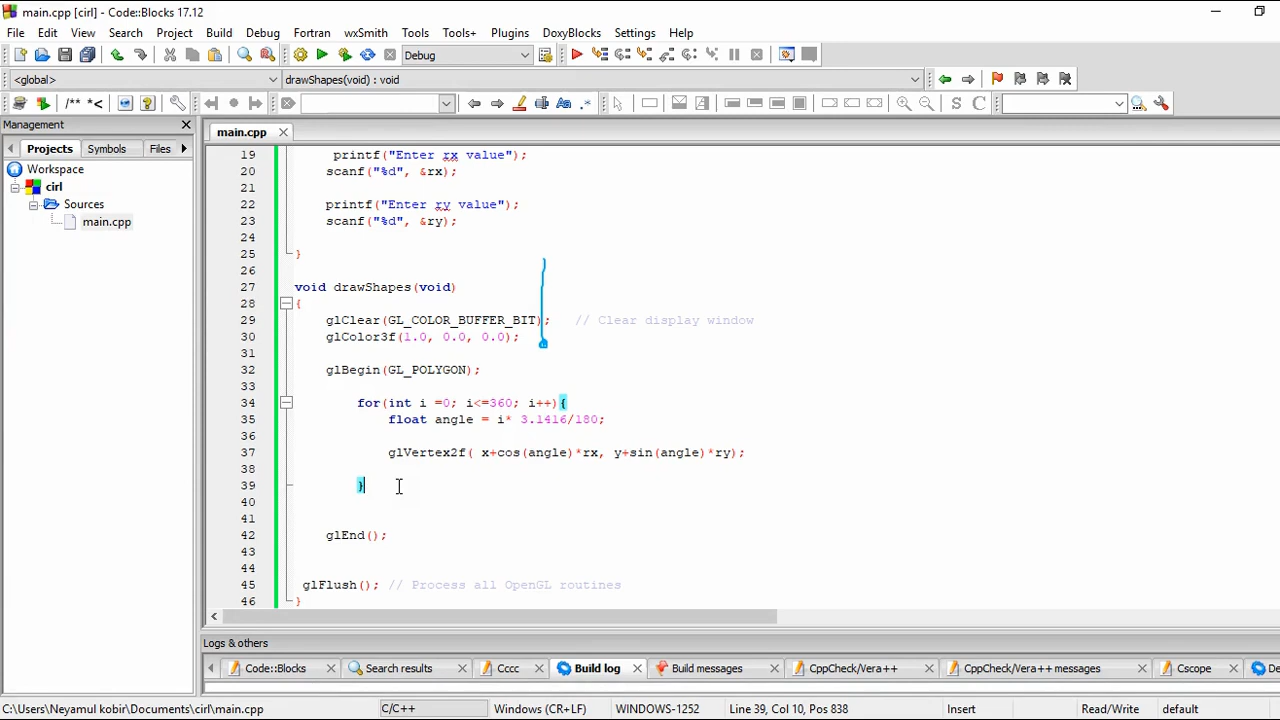 main.cpp [cirl] - Code::Blocks 17.12
File Edit View Search Project Build Debug Fortran wxSmith Tools Tools+ Plugins DoxyBlocks Settings Help
Debug
<global> drawShapes(void) : void
/** *< Aa .* S C
Management
Projects Symbols Files
Workspace
cirl
Sources
main.cpp
main.cpp
19 printf("Enter rx value");
20 scanf("%d", &rx);
21
22 printf("Enter ry value");
23 scanf("%d", &ry);
24
25 }
26
27 void drawShapes(void)
28 {
29 glClear(GL_COLOR_BUFFER_BIT); // Clear display window
30 glColor3f(1.0, 0.0, 0.0);
31
32 glBegin(GL_POLYGON);
33
34 for(int i =0; i<=360; i++){
35 float angle = i* 3.1416/180;
36
37 glVertex2f( x+cos(angle)*rx, y+sin(angle)*ry);
38
39 }
40
41
42 glEnd();
43
44
45 glFlush(); // Process all OpenGL routines
46 }
Logs & others
Code::Blocks Search results Cccc Build log Build messages CppCheck/Vera++ CppCheck/Vera++ messages Cscope De
C:\Users\Neyamul kobir\Documents\cirl\main.cpp C/C++ Windows (CR+LF) WINDOWS-1252 Line 39, Col 10, Pos 838 Insert Read/Write default